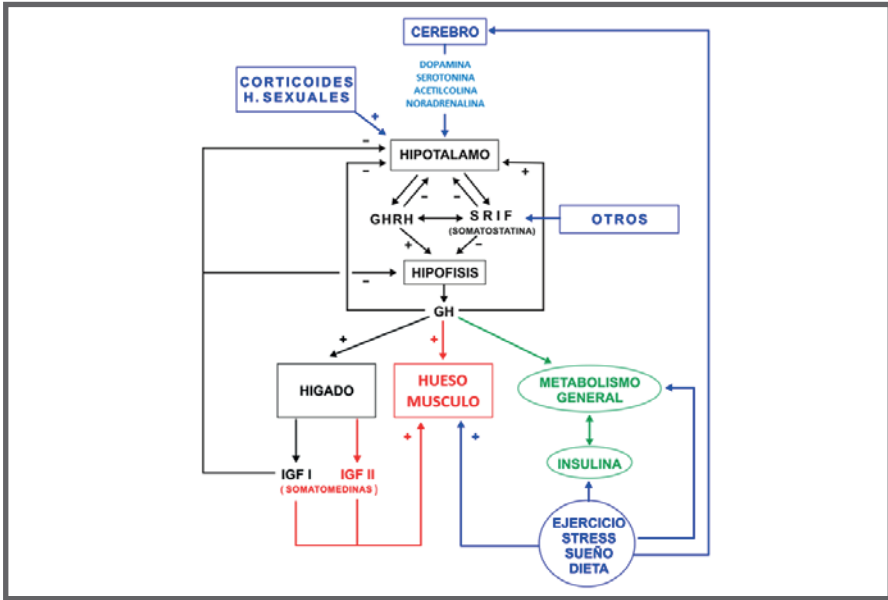 CEREBRO
DOPAMINA
SEROTONINA
ACETILCOLINA
NORADRENALINA
CORTICOIDES
H. SEXUALES
+
–
HIPOTALAMO
–
+
–
–
GHRH
SRIF
(SOMATOSTATINA)
OTROS
+
–
HIPOFISIS
–
GH
+
+
HIGADO
HUESO
MUSCULO
METABOLISMO
GENERAL
+
+
IGF I
IGF II
(SOMATOMEDINAS)
INSULINA
EJERCICIO
STRESS
SUEÑO
DIETA